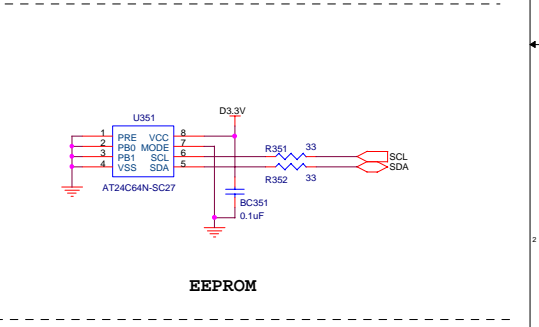 U351
D3.3V
1 PRE VCC 8
2 PB0 MODE 7
3 PB1 SCL 6
4 VSS SDA 5
AT24C64N-SC27
R351 33
R352 33
SCL
SDA
BC351
0.1uF
EEPROM
2